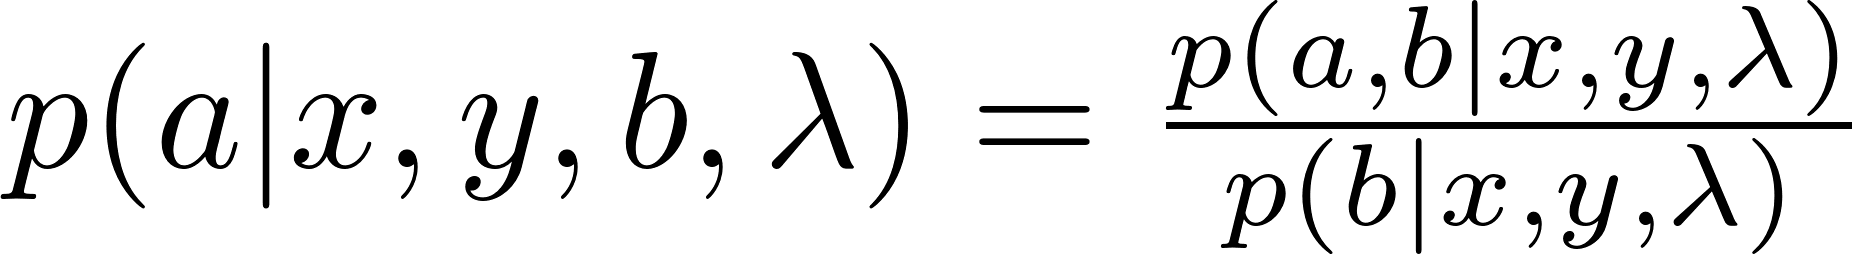 p(a|x, y, b, λ) = p(a,b|x,y,λ) / p(b|x,y,λ)